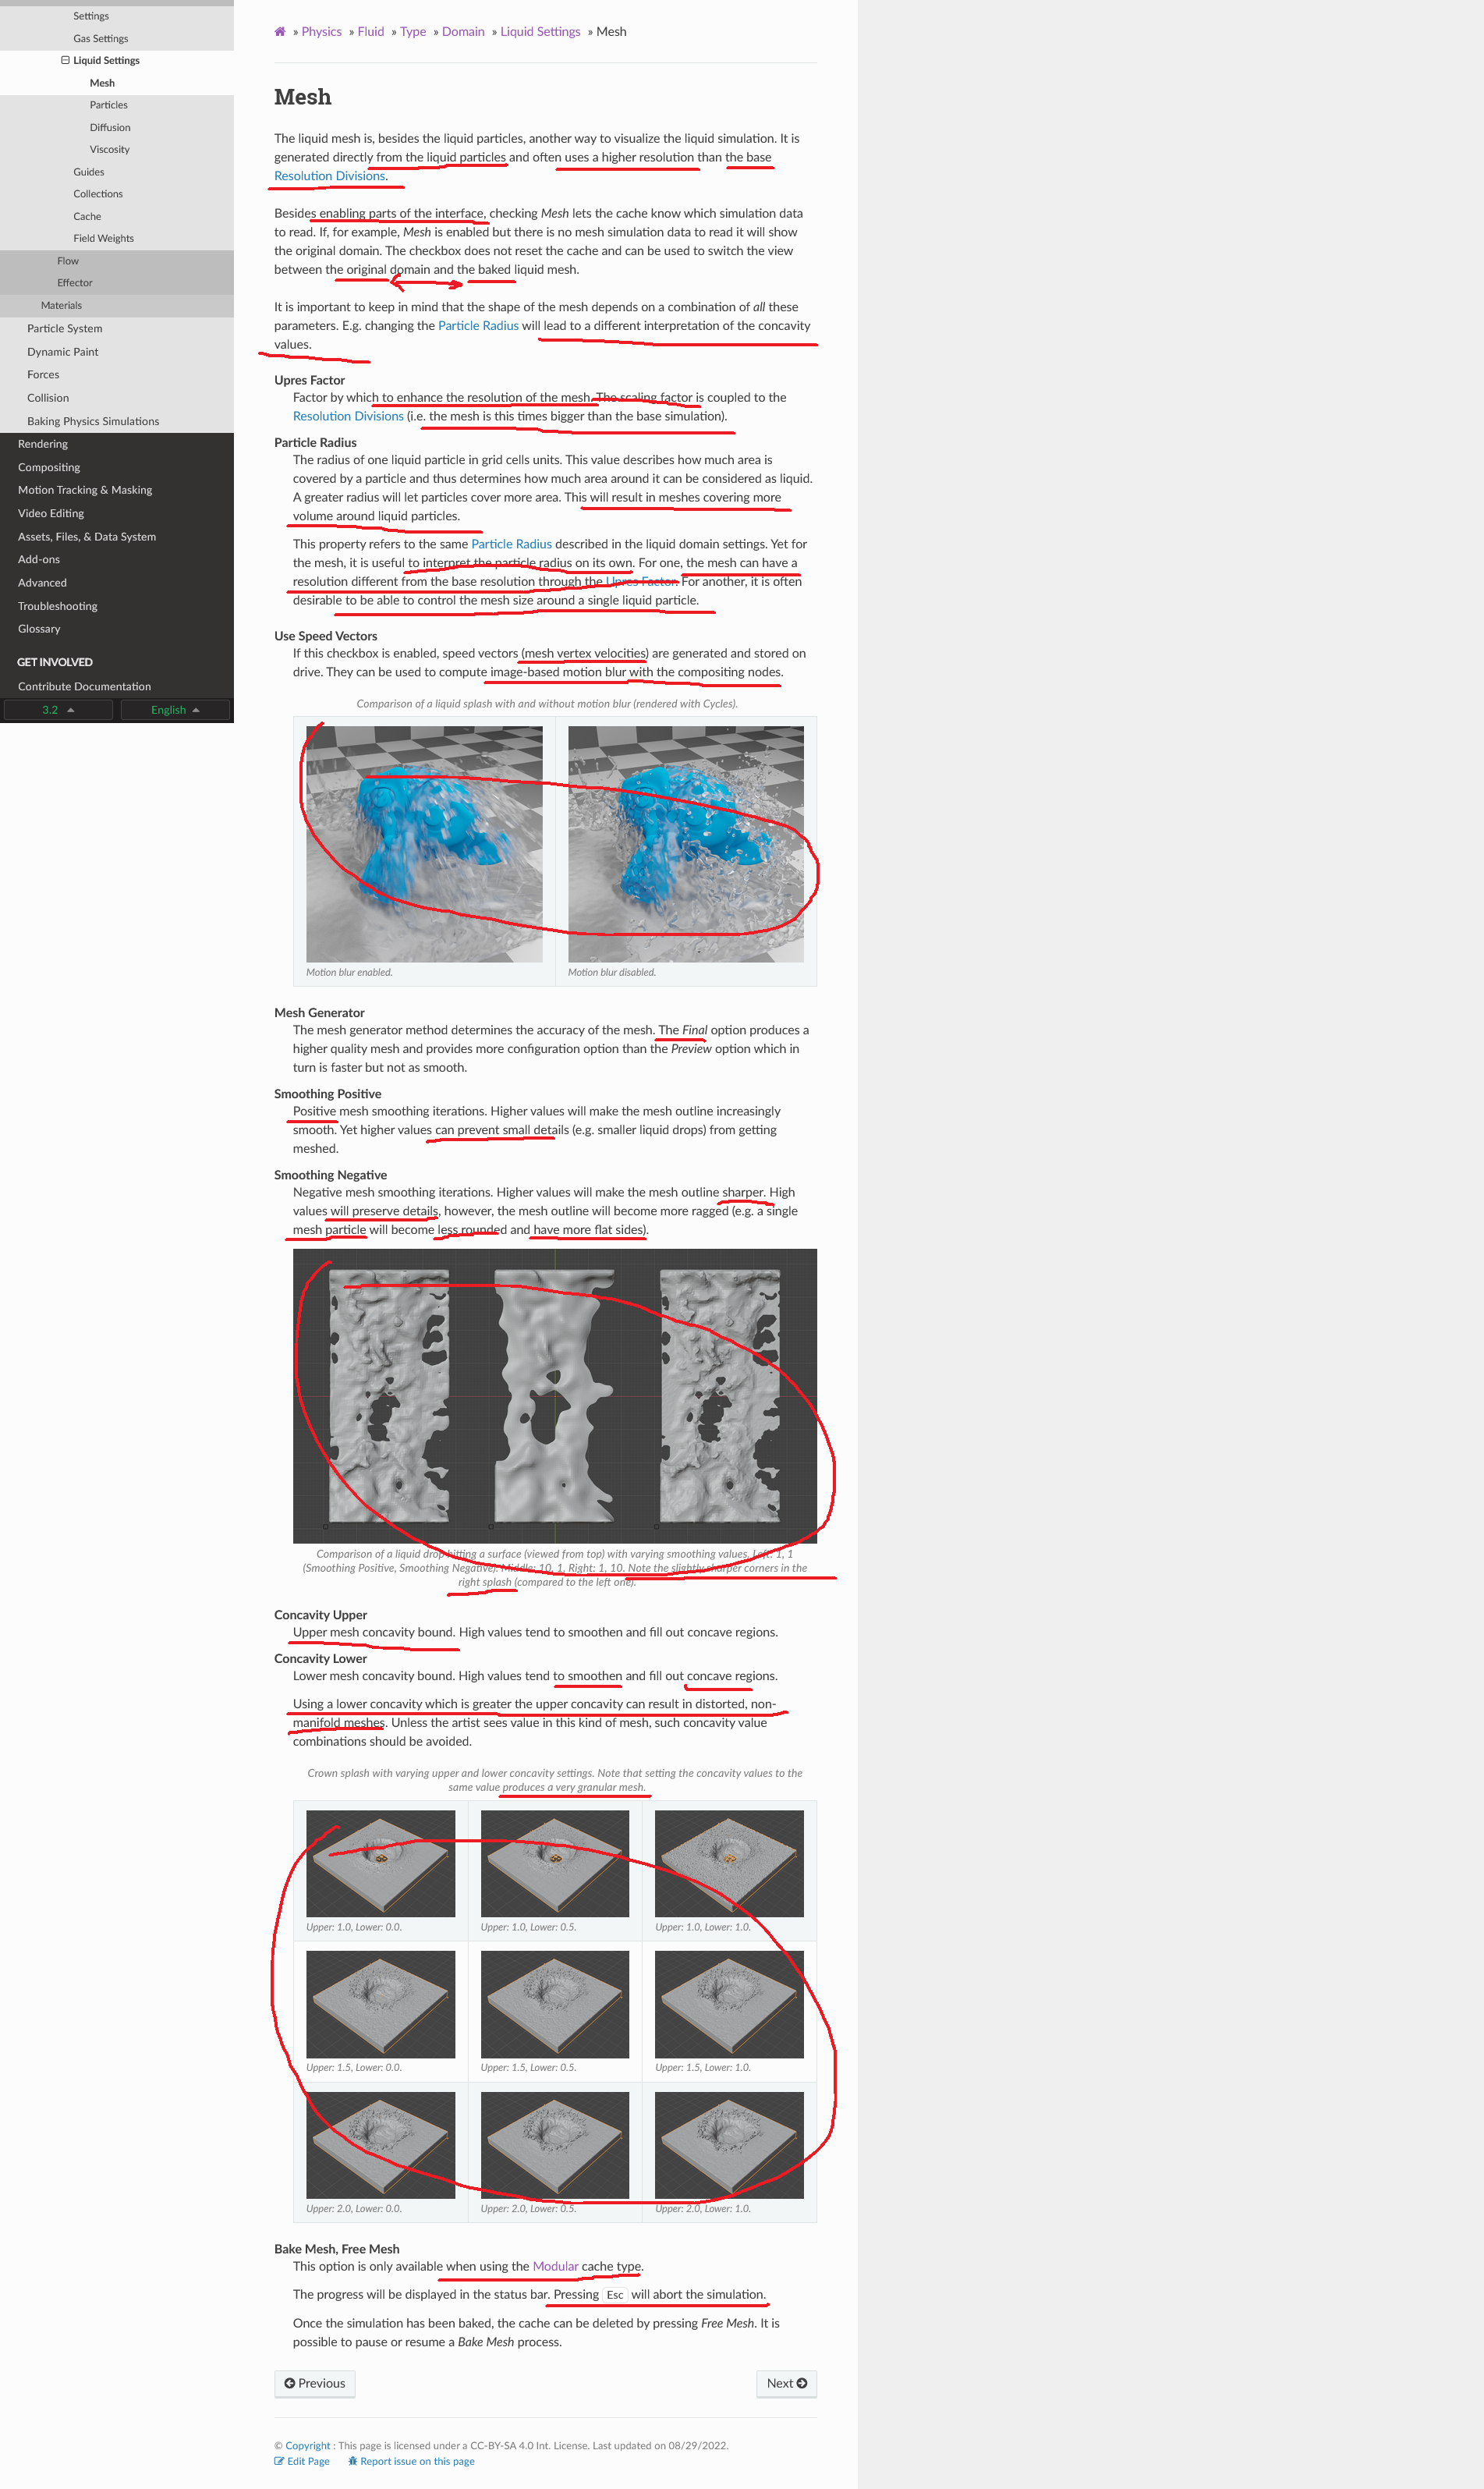 Settings
Gas Settings
Liquid Settings
Mesh
Particles
Diffusion
Viscosity
Guides
Collections
Cache
Field Weights
Flow
Effector
Materials
Particle System
Dynamic Paint
Forces
Collision
Baking Physics Simulations
Rendering
Compositing
Motion Tracking & Masking
Video Editing
Assets, Files, & Data System
Add-ons
Advanced
Troubleshooting
Glossary
GET INVOLVED
Contribute Documentation
3.2 English
» Physics » Fluid » Type » Domain » Liquid Settings » Mesh
Mesh
The liquid mesh is, besides the liquid particles, another way to visualize the liquid simulation. It is
generated directly from the liquid particles and often uses a higher resolution than the base
Resolution Divisions.
Besides enabling parts of the interface, checking Mesh lets the cache know which simulation data
to read. If, for example, Mesh is enabled but there is no mesh simulation data to read it will show
the original domain. The checkbox does not reset the cache and can be used to switch the view
between the original domain and the baked liquid mesh.
It is important to keep in mind that the shape of the mesh depends on a combination of all these
parameters. E.g. changing the Particle Radius will lead to a different interpretation of the concavity
values.
Upres Factor
Factor by which to enhance the resolution of the mesh. The scaling factor is coupled to the
Resolution Divisions (i.e. the mesh is this times bigger than the base simulation).
Particle Radius
The radius of one liquid particle in grid cells units. This value describes how much area is
covered by a particle and thus determines how much area around it can be considered as liquid.
A greater radius will let particles cover more area. This will result in meshes covering more
volume around liquid particles.
This property refers to the same Particle Radius described in the liquid domain settings. Yet for
the mesh, it is useful to interpret the particle radius on its own. For one, the mesh can have a
resolution different from the base resolution through the Upres Factor. For another, it is often
desirable to be able to control the mesh size around a single liquid particle.
Use Speed Vectors
If this checkbox is enabled, speed vectors (mesh vertex velocities) are generated and stored on
drive. They can be used to compute image-based motion blur with the compositing nodes.
Comparison of a liquid splash with and without motion blur (rendered with Cycles).
Motion blur enabled.
Motion blur disabled.
Mesh Generator
The mesh generator method determines the accuracy of the mesh. The Final option produces a
higher quality mesh and provides more configuration option than the Preview option which in
turn is faster but not as smooth.
Smoothing Positive
Positive mesh smoothing iterations. Higher values will make the mesh outline increasingly
smooth. Yet higher values can prevent small details (e.g. smaller liquid drops) from getting
meshed.
Smoothing Negative
Negative mesh smoothing iterations. Higher values will make the mesh outline sharper. High
values will preserve details, however, the mesh outline will become more ragged (e.g. a single
mesh particle will become less rounded and have more flat sides).
Comparison of a liquid drop hitting a surface (viewed from top) with varying smoothing values. Left: 1, 1
(Smoothing Positive, Smoothing Negative). Middle: 10, 1, Right: 1, 10. Note the slightly sharper corners in the
right splash (compared to the left one).
Concavity Upper
Upper mesh concavity bound. High values tend to smoothen and fill out concave regions.
Concavity Lower
Lower mesh concavity bound. High values tend to smoothen and fill out concave regions.
Using a lower concavity which is greater the upper concavity can result in distorted, non-
manifold meshes. Unless the artist sees value in this kind of mesh, such concavity value
combinations should be avoided.
Crown splash with varying upper and lower concavity settings. Note that setting the concavity values to the
same value produces a very granular mesh.
Upper: 1.0, Lower: 0.0.
Upper: 1.0, Lower: 0.5.
Upper: 1.0, Lower: 1.0.
Upper: 1.5, Lower: 0.0.
Upper: 1.5, Lower: 0.5.
Upper: 1.5, Lower: 1.0.
Upper: 2.0, Lower: 0.0.
Upper: 2.0, Lower: 0.5.
Upper: 2.0, Lower: 1.0.
Bake Mesh, Free Mesh
This option is only available when using the Modular cache type.
The progress will be displayed in the status bar. Pressing Esc will abort the simulation.
Once the simulation has been baked, the cache can be deleted by pressing Free Mesh. It is
possible to pause or resume a Bake Mesh process.
Previous
Next
© Copyright : This page is licensed under a CC-BY-SA 4.0 Int. License. Last updated on 08/29/2022.
Edit Page Report issue on this page